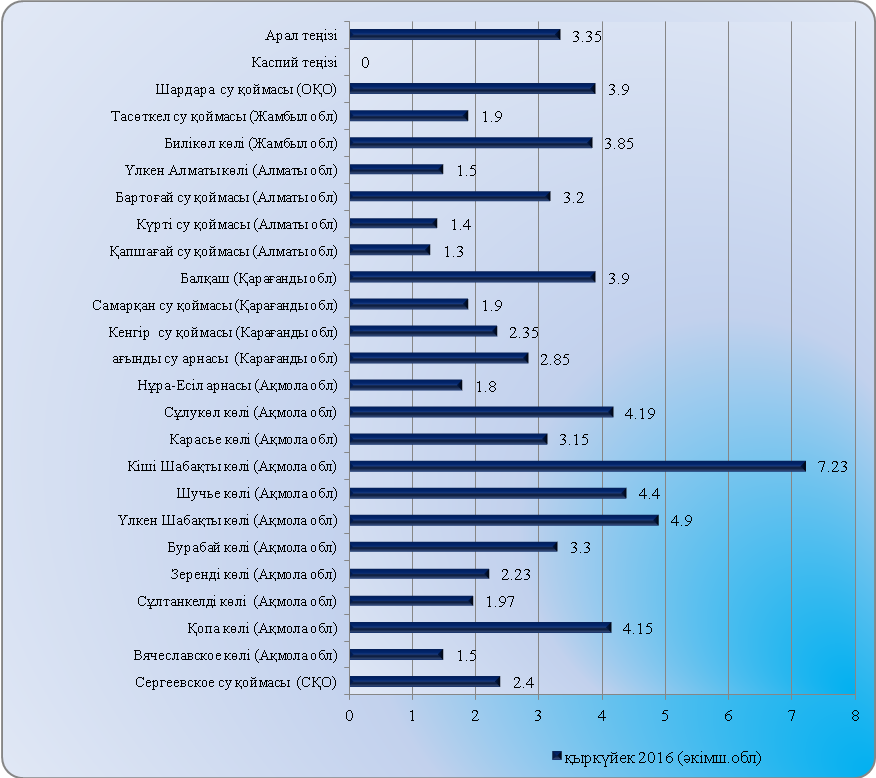 Арал теңізі 3.35
Каспий теңізі 0
Шардара су қоймасы (ОҚО) 3.9
Тасөткел су қоймасы (Жамбыл обл) 1.9
Билікөл көлі (Жамбыл обл) 3.85
Үлкен Алматы көлі (Алматы обл) 1.5
Бартоғай су қоймасы (Алматы обл) 3.2
Күрті су қоймасы (Алматы обл) 1.4
Қапшағай су қоймасы (Алматы обл) 1.3
Балқаш (Қарағанды обл) 3.9
Самарқан су қоймасы (Қарағанды обл) 1.9
Кенгір су қоймасы (Карағанды обл) 2.35
ағынды су арнасы (Карағанды обл) 2.85
Нұра-Есіл арнасы (Ақмола обл) 1.8
Сұлукөл көлі (Ақмола обл) 4.19
Карасье көлі (Ақмола обл) 3.15
Кіші Шабақты көлі (Ақмола обл) 7.23
Шучье көлі (Ақмола обл) 4.4
Үлкен Шабақты көлі (Ақмола обл) 4.9
Бурабай көлі (Ақмола обл) 3.3
Зеренді көлі (Ақмола обл) 2.23
Сұлтанкелді көлі (Ақмола обл) 1.97
Қопа көлі (Ақмола обл) 4.15
Вячеславское көлі (Ақмола обл) 1.5
Сергеевское су қоймасы (СҚО) 2.4
0 1 2 3 4 5 6 7 8
қыркүйек 2016 (әкімш.обл)